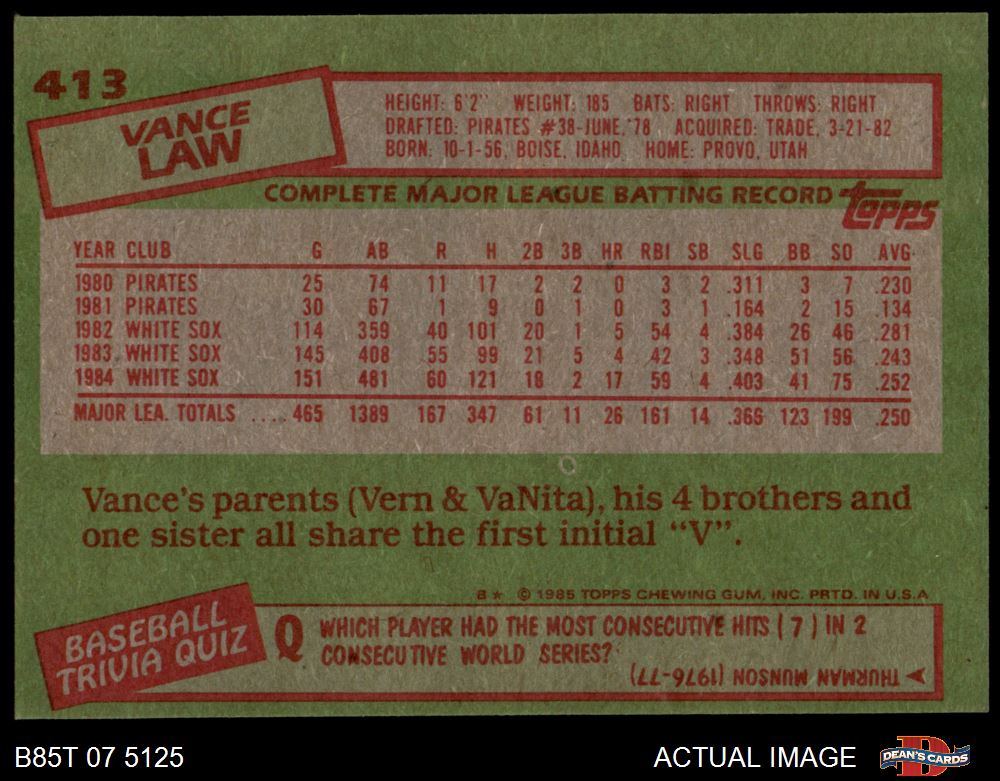 413
VANCE
LAW
HEIGHT: 6'2" WEIGHT: 185 BATS: RIGHT THROWS: RIGHT
DRAFTED: PIRATES #38-JUNE,'78 ACQUIRED: TRADE, 3-21-82
BORN: 10-1-56, BOISE, IDAHO HOME: PROVO, UTAH
COMPLETE MAJOR LEAGUE BATTING RECORD topps
YEAR CLUB G AB R H 2B 3B HR RBI SB SLG BB SO AVG.
1980 PIRATES 25 74 11 17 2 2 0 3 2 .311 3 7 .230
1981 PIRATES 30 67 1 9 0 1 0 3 1 .164 2 15 .134
1982 WHITE SOX 114 359 40 101 20 1 5 54 4 .384 26 46 .281
1983 WHITE SOX 145 408 55 99 21 5 4 42 3 .348 51 56 .243
1984 WHITE SOX 151 481 60 121 18 2 17 59 4 .403 41 75 .252
MAJOR LEA. TOTALS .... 465 1389 167 347 61 11 26 161 14 .366 123 199 .250
Vance's parents (Vern & VaNita), his 4 brothers and
one sister all share the first initial "V".
B* © 1985 TOPPS CHEWING GUM, INC. PRTD. IN U.S.A
BASEBALL
TRIVIA QUIZ
Q WHICH PLAYER HAD THE MOST CONSECUTIVE HITS (7) IN 2
CONSECUTIVE WORLD SERIES?
THURMAN MUNSON (1976-77)
B85T 07 5125 ACTUAL IMAGE DEAN'S CARDS